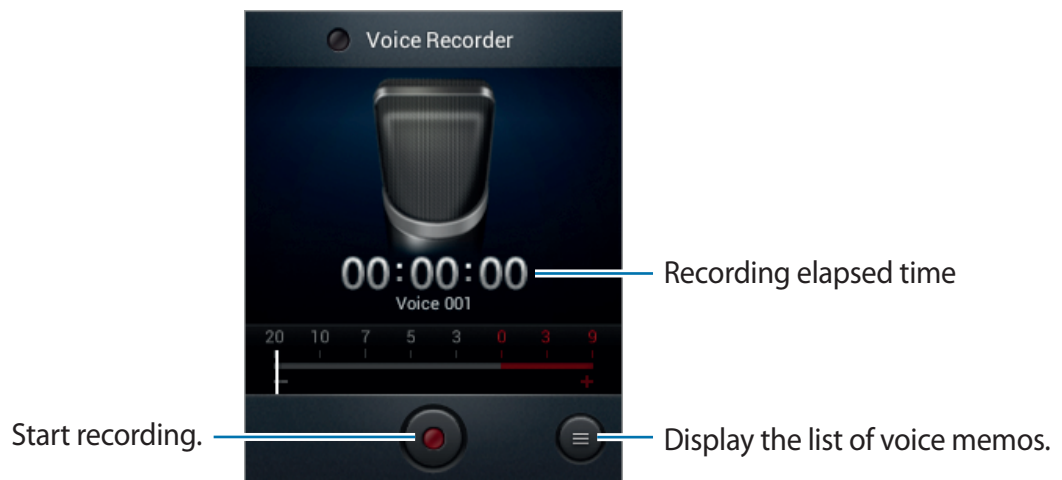 Voice Recorder
00:00:00
Recording elapsed time
Voice 001
20 10 7 5 3 0 3 9
- +
Start recording.
Display the list of voice memos.